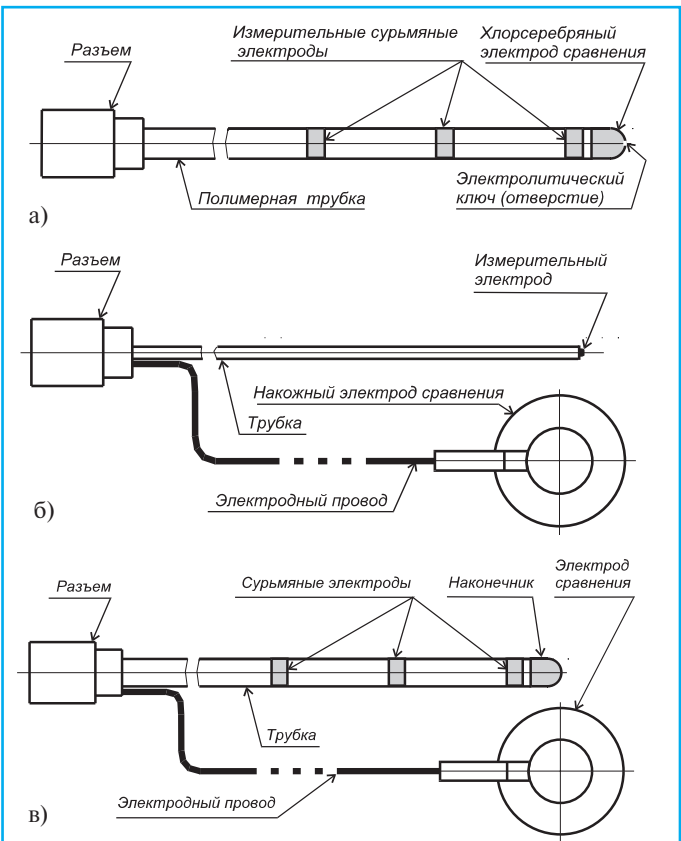 Измерительные сурьмяные
электроды
Хлорсеребряный
электрод сравнения
Разъем
Полимерная трубка
Электролитический
ключ (отверстие)
а)
Разъем
Измерительный
электрод
Накожный электрод сравнения
Трубка
Электродный провод
б)
Электрод
сравнения
Разъем
Сурьмяные электроды
Наконечник
Трубка
Электродный провод
в)